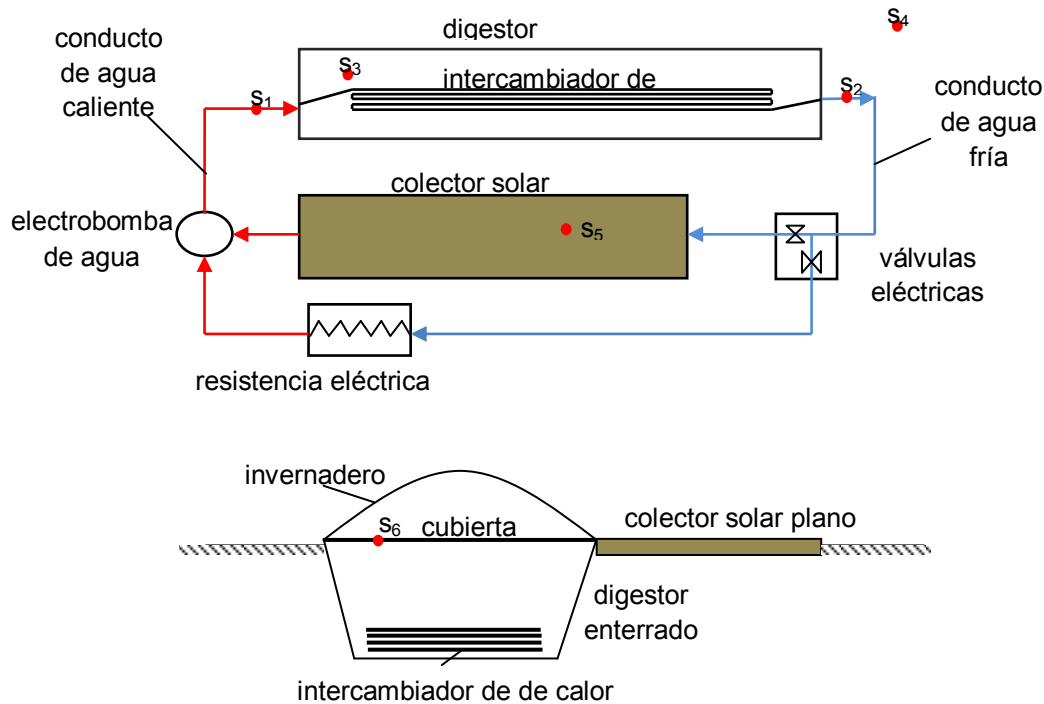 conducto
de agua
caliente
digestor
s4
s3
intercambiador de
s1
s2
conducto
de agua
fría
colector solar
electrobomba
de agua
s5
válvulas
eléctricas
resistencia eléctrica
invernadero
s6
cubierta
colector solar plano
digestor
enterrado
intercambiador de de calor